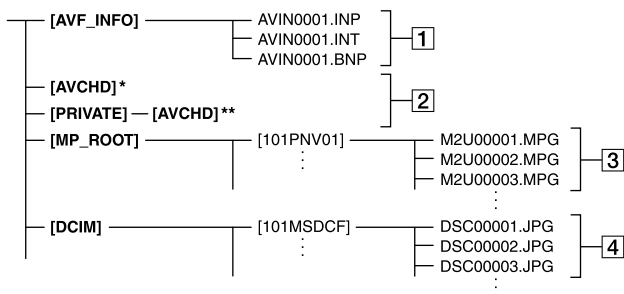 [AVF_INFO] AVIN0001.INP
AVIN0001.INT 1
AVIN0001.BNP
[AVCHD]*
2
[PRIVATE] [AVCHD]**
[MP_ROOT] [101PNV01] M2U00001.MPG
M2U00002.MPG 3
M2U00003.MPG
[DCIM] [101MSDCF] DSC00001.JPG
DSC00002.JPG 4
DSC00003.JPG